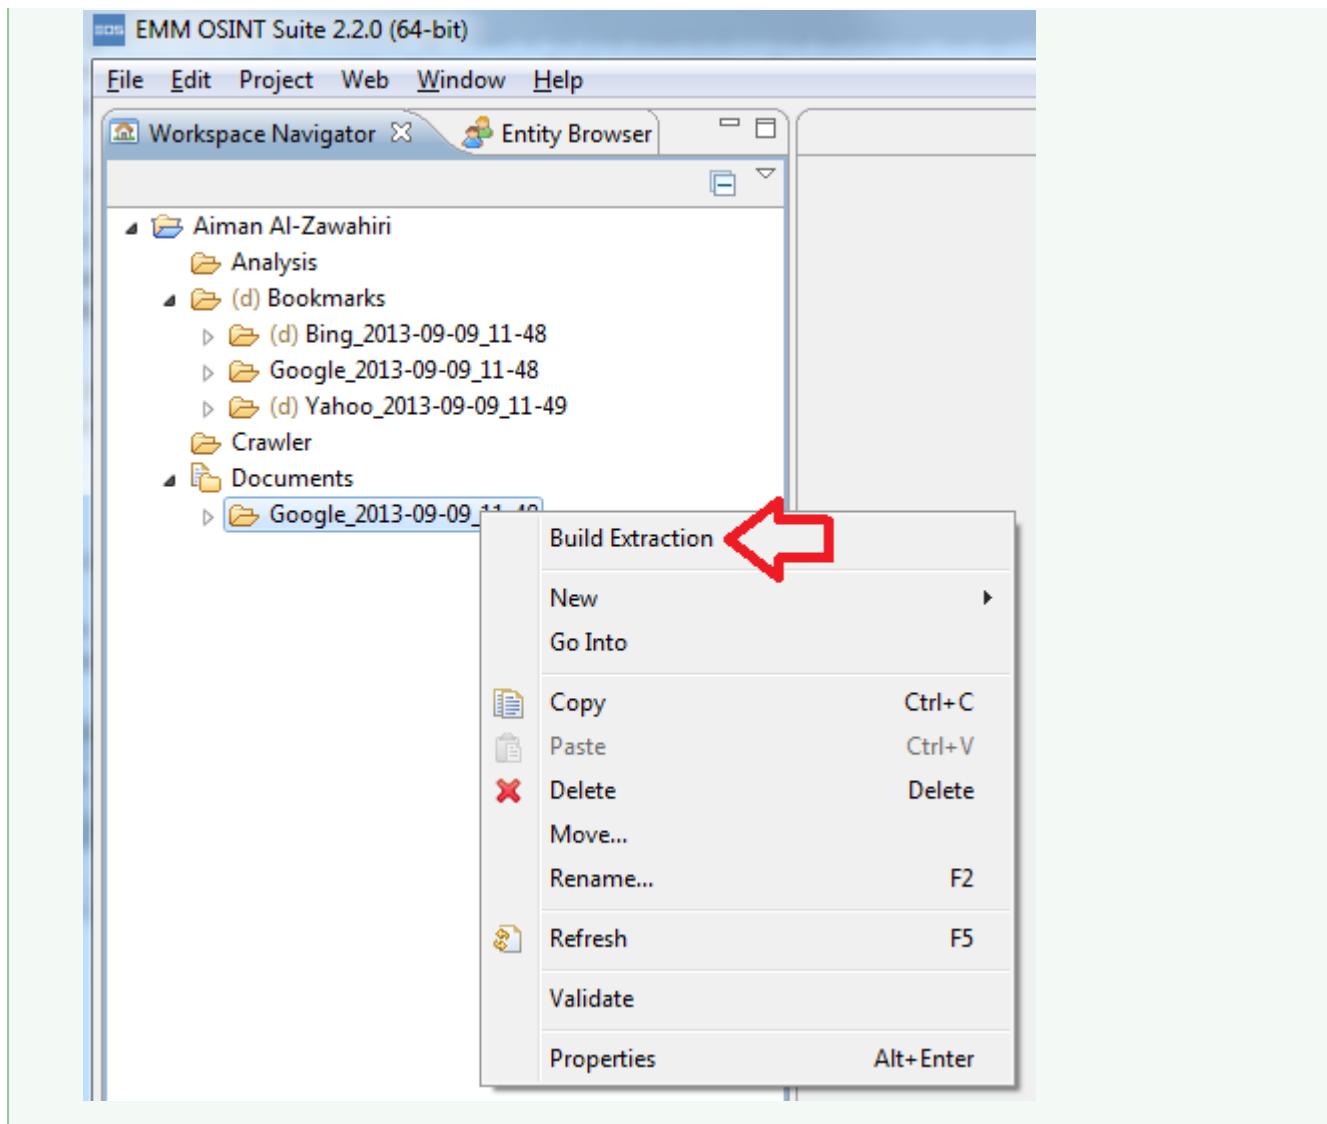 EMM OSINT Suite 2.2.0 (64-bit)
File Edit Project Web Window Help
Workspace Navigator Entity Browser
Aiman Al-Zawahiri
Analysis
(d) Bookmarks
(d) Bing_2013-09-09_11-48
Google_2013-09-09_11-48
(d) Yahoo_2013-09-09_11-49
Crawler
Documents
Google_2013-09-09_11-48
Build Extraction
New
Go Into
Copy Ctrl+C
Paste Ctrl+V
Delete Delete
Move...
Rename... F2
Refresh F5
Validate
Properties Alt+Enter